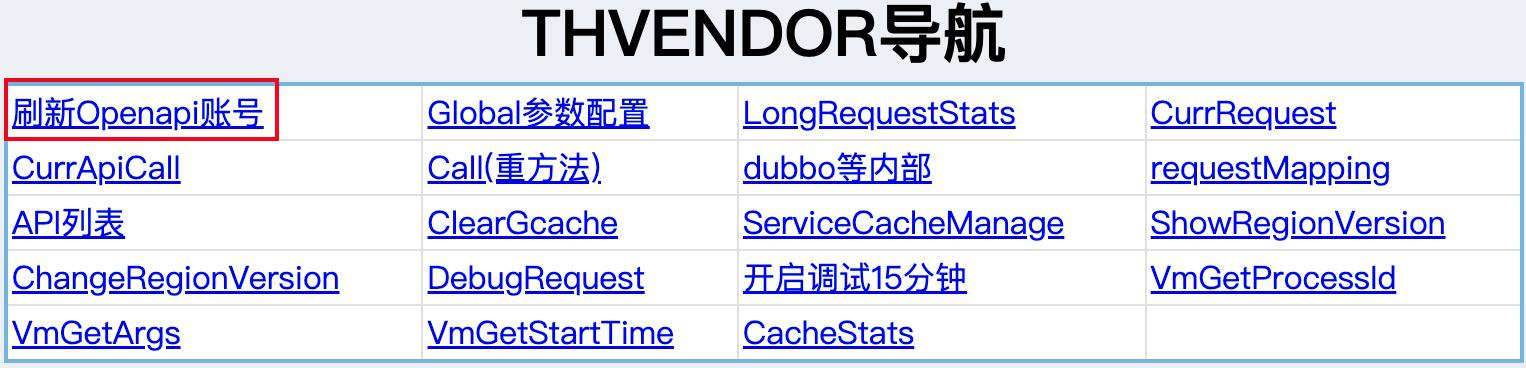 THVENDOR导航
刷新Openapi账号 Global参数配置 LongRequestStats CurrRequest
CurrApiCall Call(重方法) dubbo等内部 requestMapping
API列表 ClearGcache ServiceCacheManage ShowRegionVersion
ChangeRegionVersion DebugRequest 开启调试15分钟 VmGetProcessId
VmGetArgs VmGetStartTime CacheStats